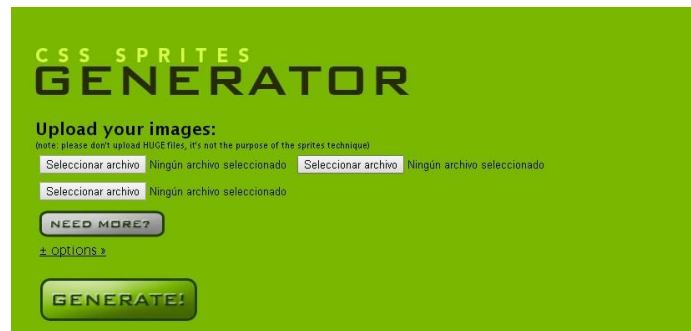 CSS SPRITES
GENERATOR
Upload your images:
(note: please don't upload HUGE files, it's not the purpose of the sprites technique)
Seleccionar archivo Ningún archivo seleccionado Seleccionar archivo Ningún archivo seleccionado
Seleccionar archivo Ningún archivo seleccionado
NEED MORE?
± options »
GENERATE!